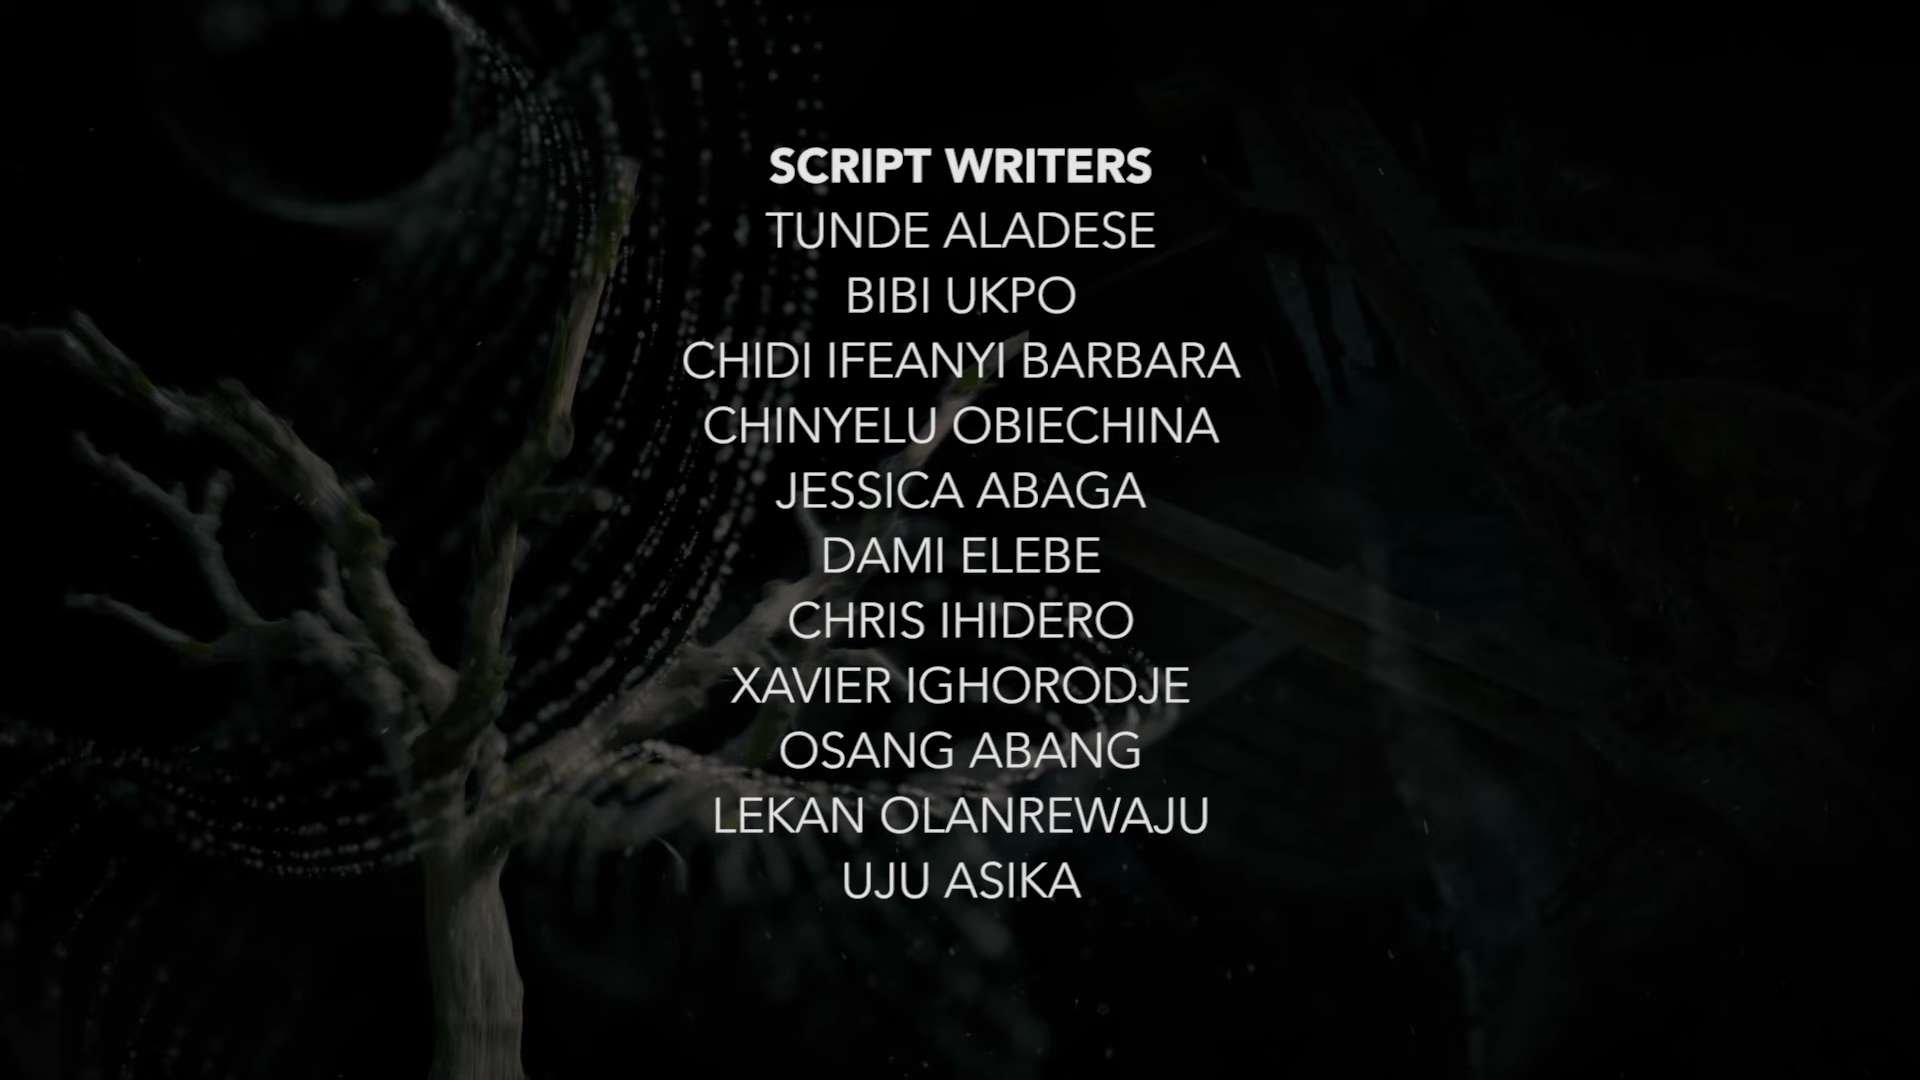 SCRIPT WRITERS
TUNDE ALADESE
BIBI UKPO
CHIDI IFEANYI BARBARA
CHINYELU OBIECHINA
JESSICA ABAGA
DAMI ELEBE
CHRIS IHIDERO
XAVIER IGHORODJE
OSANG ABANG
LEKAN OLANREWAJU
UJU ASIKA